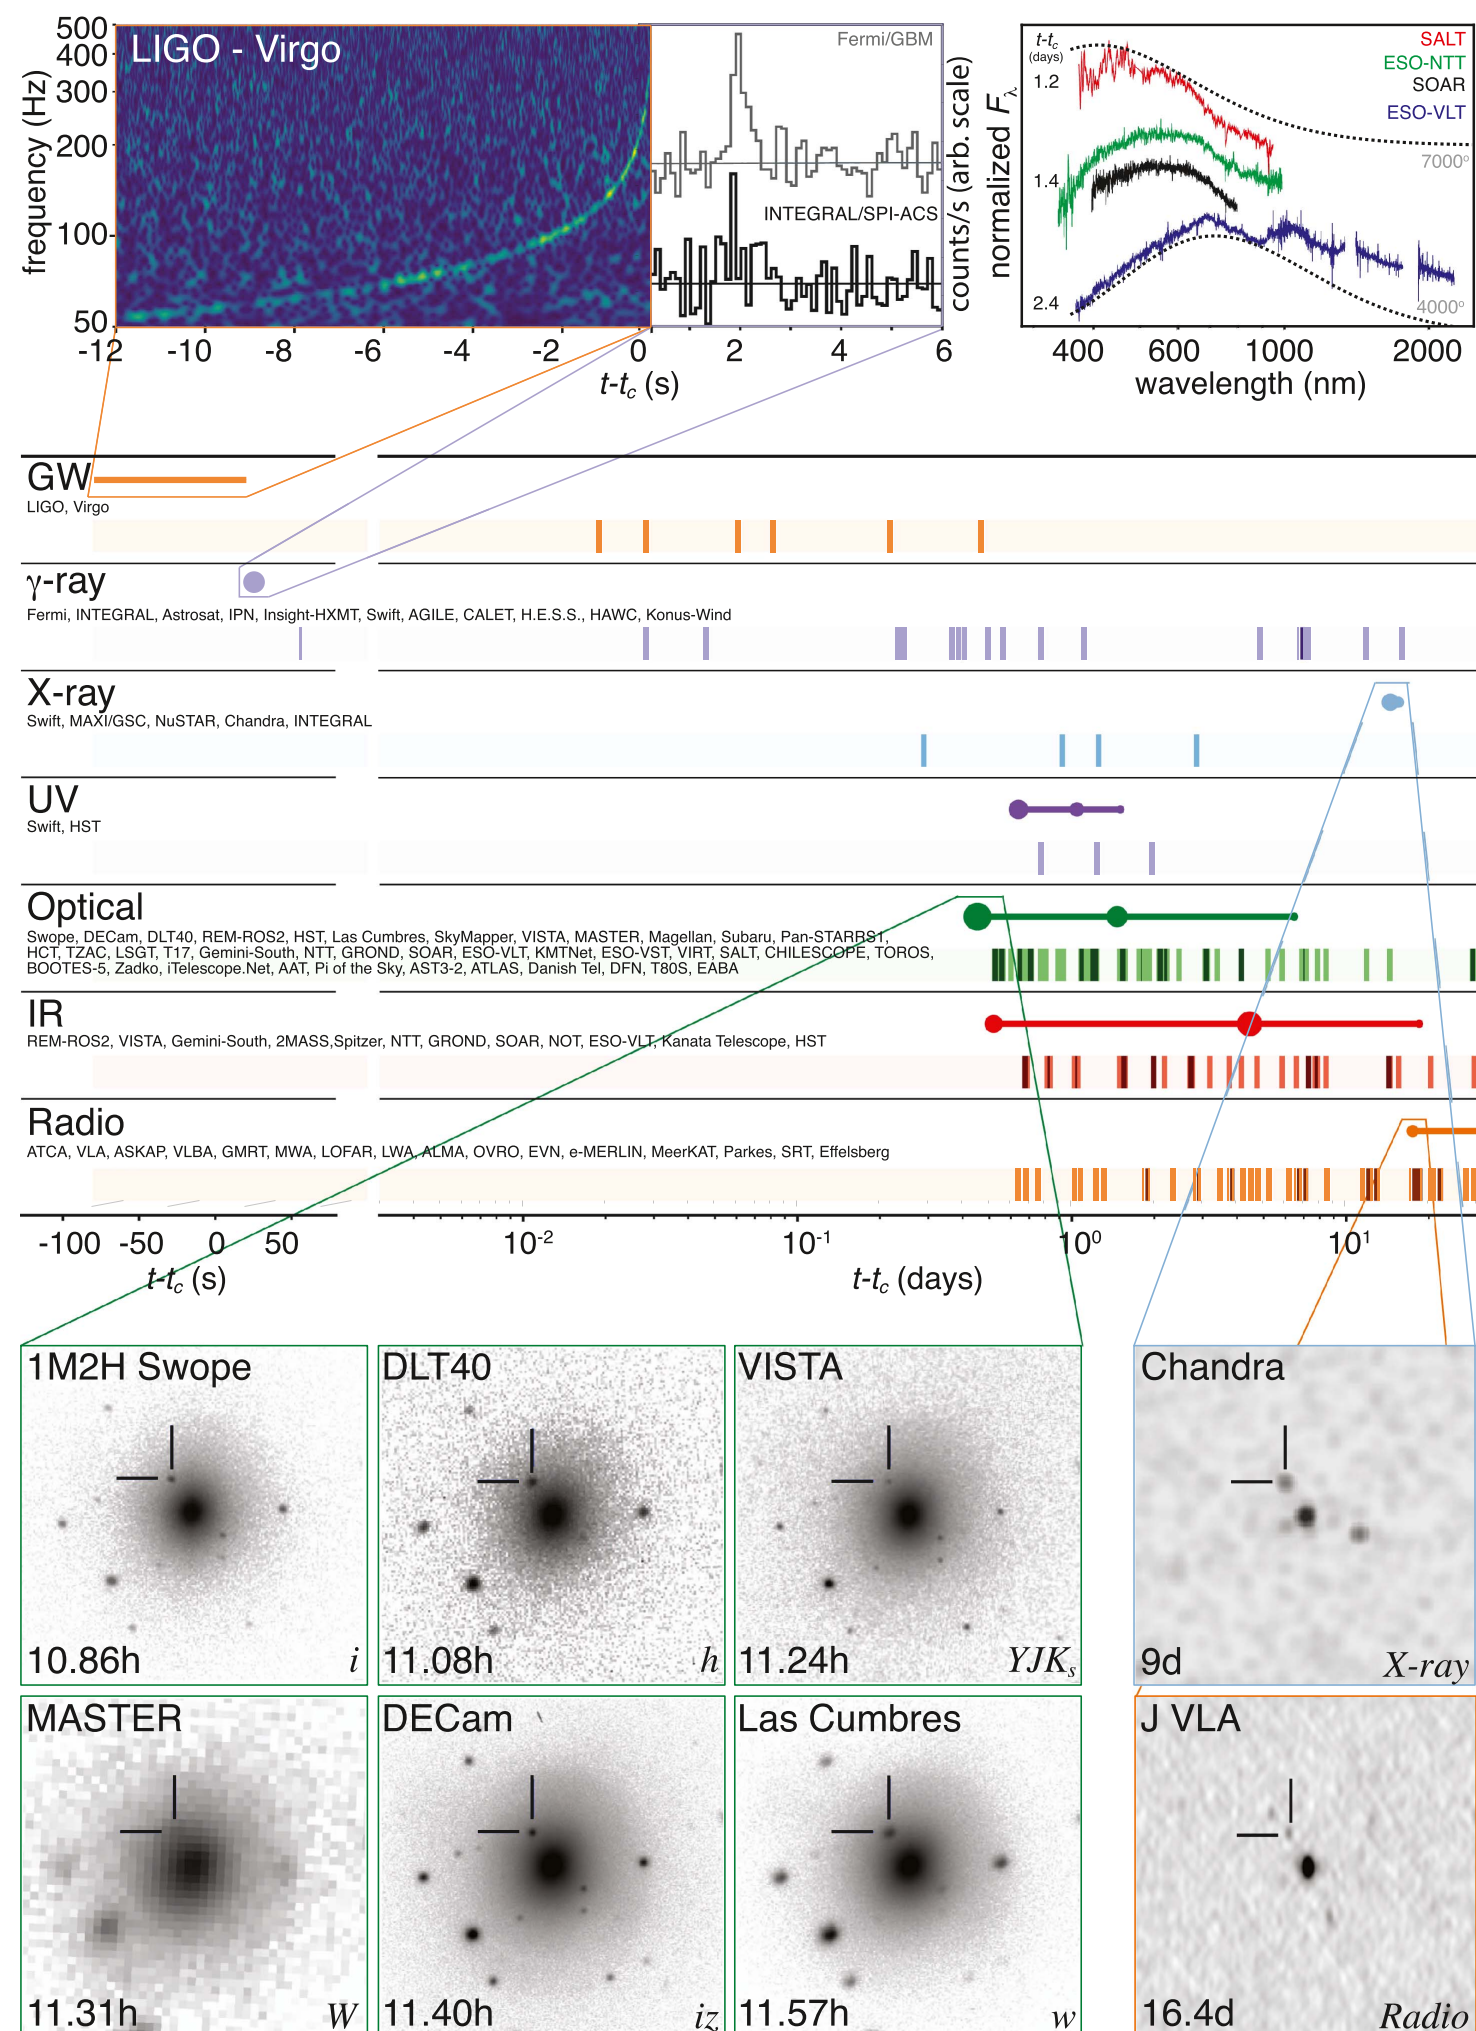 LIGO - Virgo
frequency (Hz)
500
400
300
200
100
50
-12 -10 -8 -6 -4 -2 0 2 4 6
t-tc (s)
Fermi/GBM
INTEGRAL/SPI-ACS
counts/s (arb. scale)
normalized Fλ
t-tc
(days)
1.2
1.4
2.4
SALT
ESO-NTT
SOAR
ESO-VLT
7000°
4000°
400 600 1000 2000
wavelength (nm)
GW
LIGO, Virgo
γ-ray
Fermi, INTEGRAL, Astrosat, IPN, Insight-HXMT, Swift, AGILE, CALET, H.E.S.S., HAWC, Konus-Wind
X-ray
Swift, MAXI/GSC, NuSTAR, Chandra, INTEGRAL
UV
Swift, HST
Optical
Swope, DECam, DLT40, REM-ROS2, HST, Las Cumbres, SkyMapper, VISTA, MASTER, Magellan, Subaru, Pan-STARRS1,
HCT, TZAC, LSGT, T17, Gemini-South, NTT, GROND, SOAR, ESO-VLT, KMTNet, ESO-VST, VIRT, SALT, CHILESCOPE, TOROS,
BOOTES-5, Zadko, iTelescope.Net, AAT, Pi of the Sky, AST3-2, ATLAS, Danish Tel, DFN, T80S, EABA
IR
REM-ROS2, VISTA, Gemini-South, 2MASS,Spitzer, NTT, GROND, SOAR, NOT, ESO-VLT, Kanata Telescope, HST
Radio
ATCA, VLA, ASKAP, VLBA, GMRT, MWA, LOFAR, LWA, ALMA, OVRO, EVN, e-MERLIN, MeerKAT, Parkes, SRT, Effelsberg
-100 -50 0 50 10⁻² 10⁻¹ 10⁰ 10¹
t-tc (s) t-tc (days)
1M2H Swope
10.86h i
DLT40
11.08h h
VISTA
11.24h YJKs
Chandra
9d X-ray
MASTER
11.31h W
DECam
11.40h iz
Las Cumbres
11.57h w
J VLA
16.4d Radio